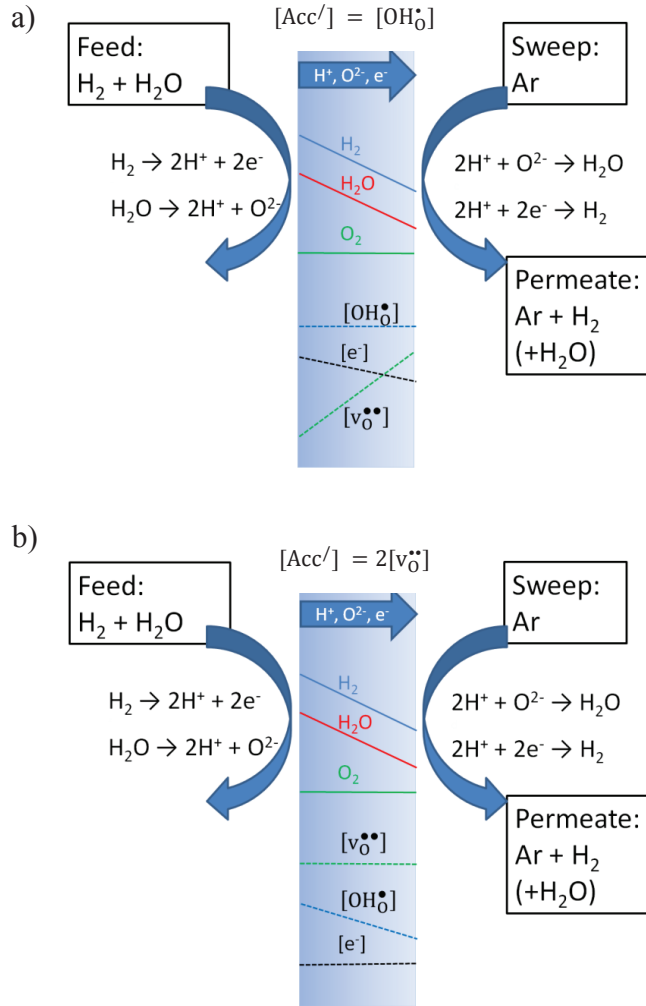 a)
[Acc/] = [OH•O]
Feed:
H2 + H2O
H+, O2-, e-
Sweep:
Ar
H2 → 2H+ + 2e-
H2O → 2H+ + O2-
H2
H2O
O2
[OH•O]
[e-]
[v••O]
2H+ + O2- → H2O
2H+ + 2e- → H2
Permeate:
Ar + H2
(+H2O)
b)
[Acc/] = 2[v••O]
Feed:
H2 + H2O
H+, O2-, e-
Sweep:
Ar
H2 → 2H+ + 2e-
H2O → 2H+ + O2-
H2
H2O
O2
[v••O]
[OH•O]
[e-]
2H+ + O2- → H2O
2H+ + 2e- → H2
Permeate:
Ar + H2
(+H2O)